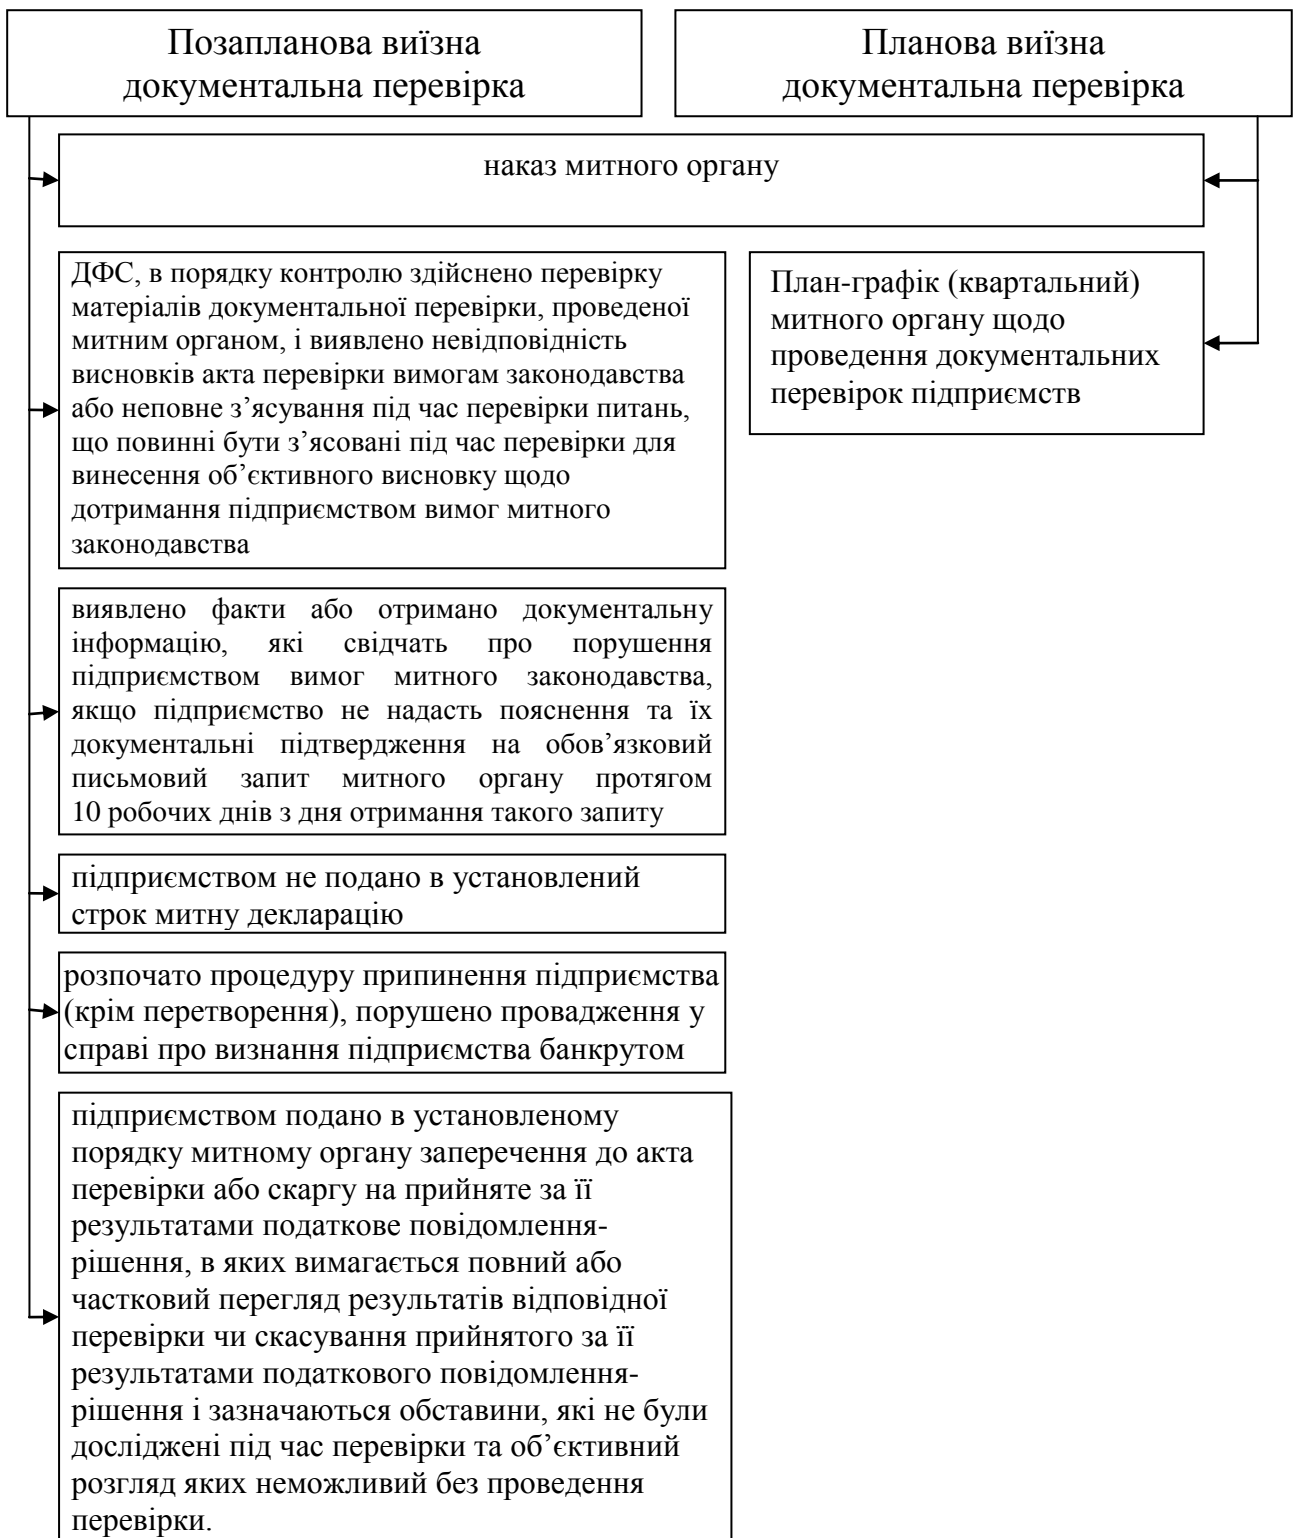 Позапланова виїзна
документальна перевірка
Планова виїзна
документальна перевірка
наказ митного органу
ДФС, в порядку контролю здійснено перевірку
матеріалів документальної перевірки, проведеної
митним органом, і виявлено невідповідність
висновків акта перевірки вимогам законодавства
або неповне з’ясування під час перевірки питань,
що повинні бути з’ясовані під час перевірки для
винесення об’єктивного висновку щодо
дотримання підприємством вимог митного
законодавства
План-графік (квартальний)
митного органу щодо
проведення документальних
перевірок підприємств
виявлено факти або отримано документальну
інформацію, які свідчать про порушення
підприємством вимог митного законодавства,
якщо підприємство не надасть пояснення та їх
документальні підтвердження на обов’язковий
письмовий запит митного органу протягом
10 робочих днів з дня отримання такого запиту
підприємством не подано в установлений
строк митну декларацію
розпочато процедуру припинення підприємства
(крім перетворення), порушено провадження у
справі про визнання підприємства банкрутом
підприємством подано в установленому
порядку митному органу заперечення до акта
перевірки або скаргу на прийняте за її
результатами податкове повідомлення-
рішення, в яких вимагається повний або
частковий перегляд результатів відповідної
перевірки чи скасування прийнятого за її
результатами податкового повідомлення-
рішення і зазначаються обставини, які не були
досліджені під час перевірки та об’єктивний
розгляд яких неможливий без проведення
перевірки.